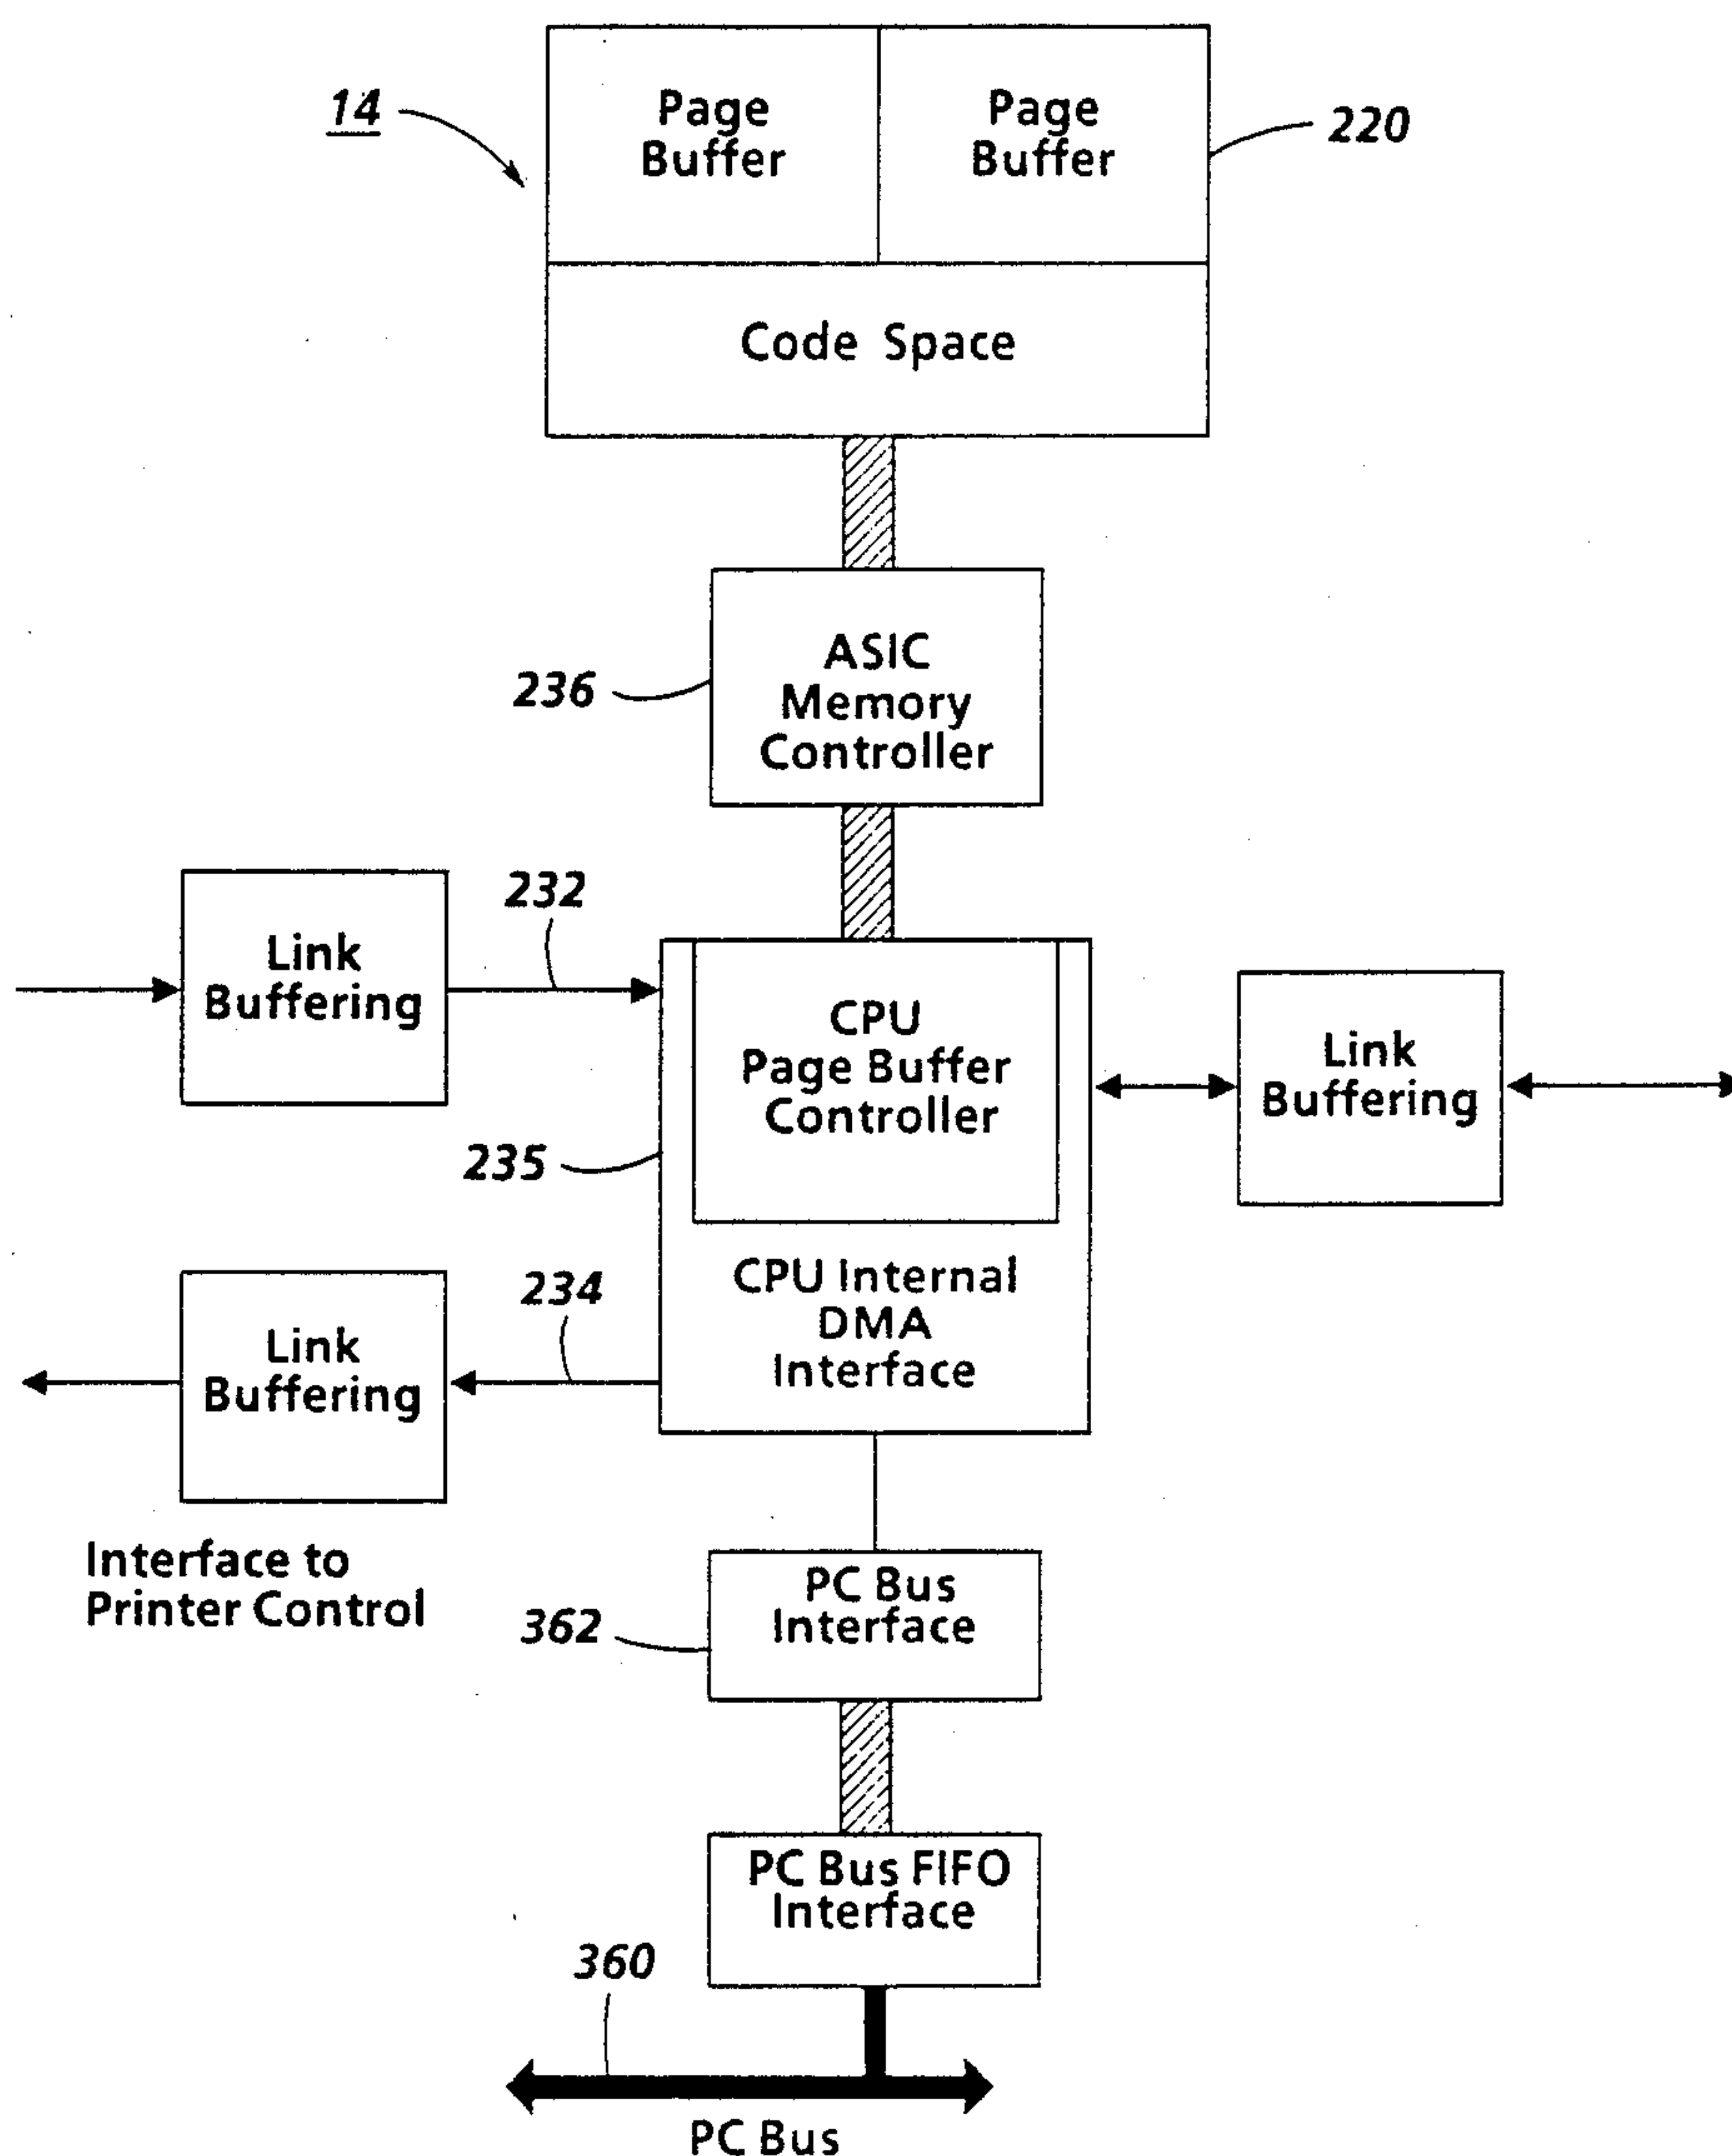 14
Page
Buffer
Page
Buffer
220
Code Space
236
ASIC
Memory
Controller
232
Link
Buffering
CPU
Page Buffer
Controller
Link
Buffering
235
234
Link
Buffering
CPU Internal
DMA
Interface
Interface to
Printer Control
362
PC Bus
Interface
PC Bus FIFO
Interface
360
PC Bus